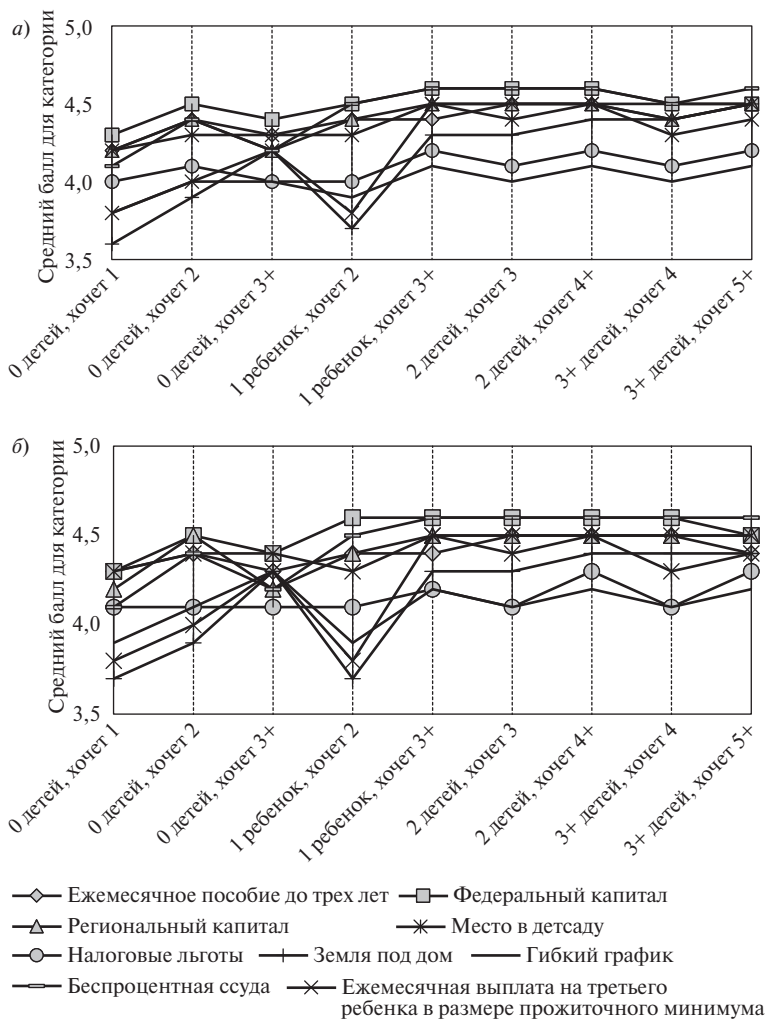 а)
Средний балл для категории
5,0
4,5
4,0
3,5
0 детей, хочет 1
0 детей, хочет 2
0 детей, хочет 3+
1 ребенок, хочет 2
1 ребенок, хочет 3+
2 детей, хочет 3
2 детей, хочет 4+
3+ детей, хочет 4
3+ детей, хочет 5+
б)
Средний балл для категории
5,0
4,5
4,0
3,5
0 детей, хочет 1
0 детей, хочет 2
0 детей, хочет 3+
1 ребенок, хочет 2
1 ребенок, хочет 3+
2 детей, хочет 3
2 детей, хочет 4+
3+ детей, хочет 4
3+ детей, хочет 5+
Ежемесячное пособие до трех лет Федеральный капитал
Региональный капитал Место в детсаду
Налоговые льготы Земля под дом Гибкий график
Беспроцентная ссуда Ежемесячная выплата на третьего
ребенка в размере прожиточного минимума